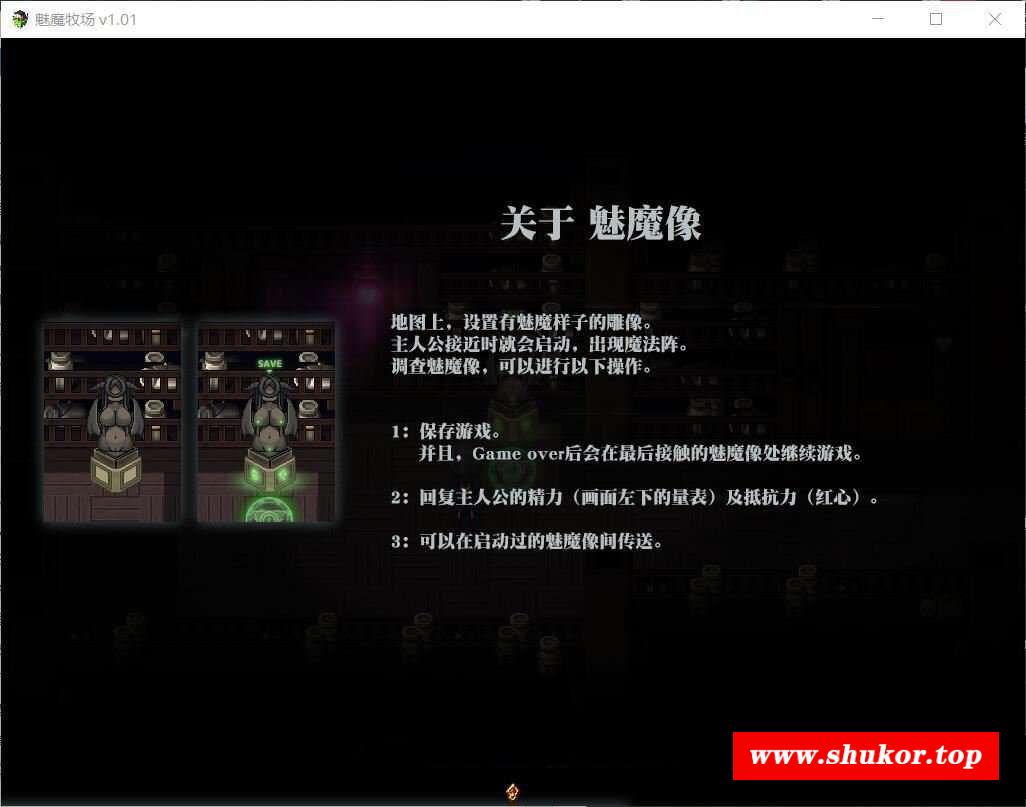 魅魔牧场 v1.01
关于 魅魔像
地图上，设置有魅魔样子的雕像。
主人公接近时就会启动，出现魔法阵。
调查魅魔像，可以进行以下操作。
SAVE
1：保存游戏。
并且，Game over后会在最后接触的魅魔像处继续游戏。
2：回复主人公的精力（画面左下的量表）及抵抗力（红心）。
3：可以在启动过的魅魔像间传送。
www.shukor.top